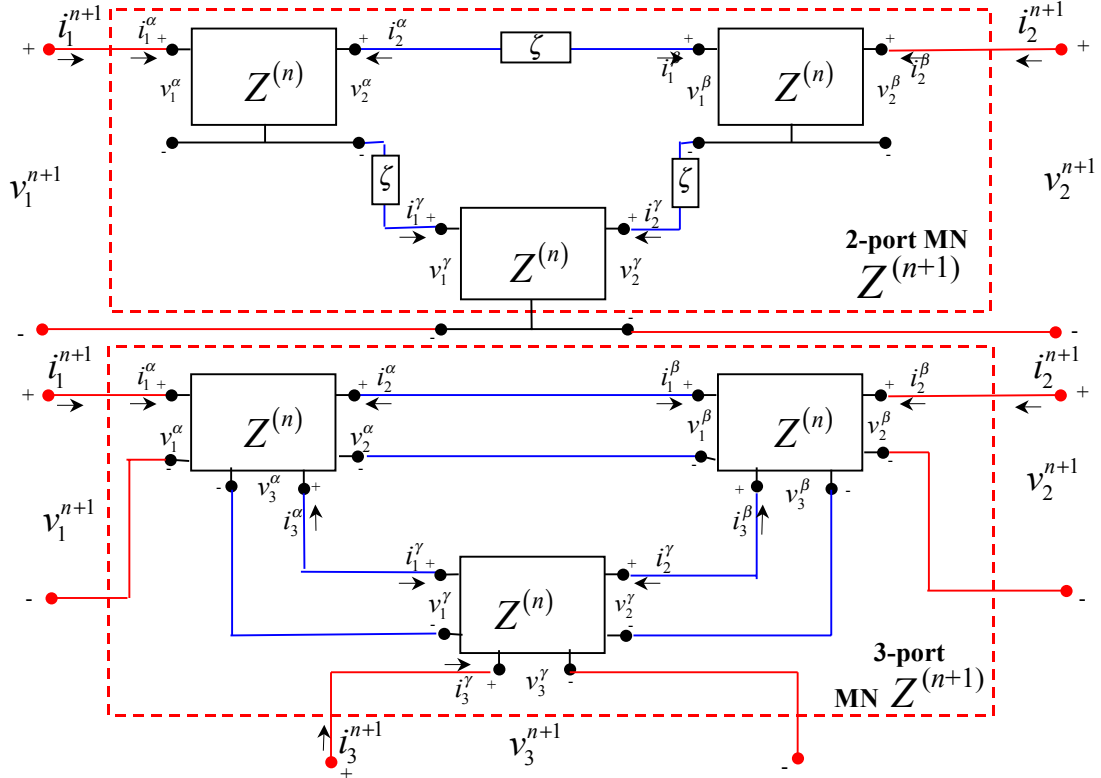 i_1^{n+1} i_1^α i_2^α ζ i_1^β i_2^β i_2^{n+1}
+ + + + + +
v_1^α Z^{(n)} v_2^α v_1^β Z^{(n)} v_2^β
- - - -
v_1^{n+1} ζ ζ v_2^{n+1}
i_1^γ + + i_2^γ
v_1^γ Z^{(n)} v_2^γ
2-port MN
Z^{(n+1)}
- - - -
i_1^{n+1} i_1^α i_2^α i_1^β i_2^β i_2^{n+1}
+ + + + + +
v_1^α Z^{(n)} v_2^α v_1^β Z^{(n)} v_2^β
- - - -
- v_3^α + + v_3^β -
v_1^{n+1} i_3^α i_3^β v_2^{n+1}
i_1^γ + + i_2^γ
v_1^γ Z^{(n)} v_2^γ
- - - -
i_3^γ + v_3^γ -
3-port
MN Z^{(n+1)}
i_3^{n+1} v_3^{n+1}
+ -